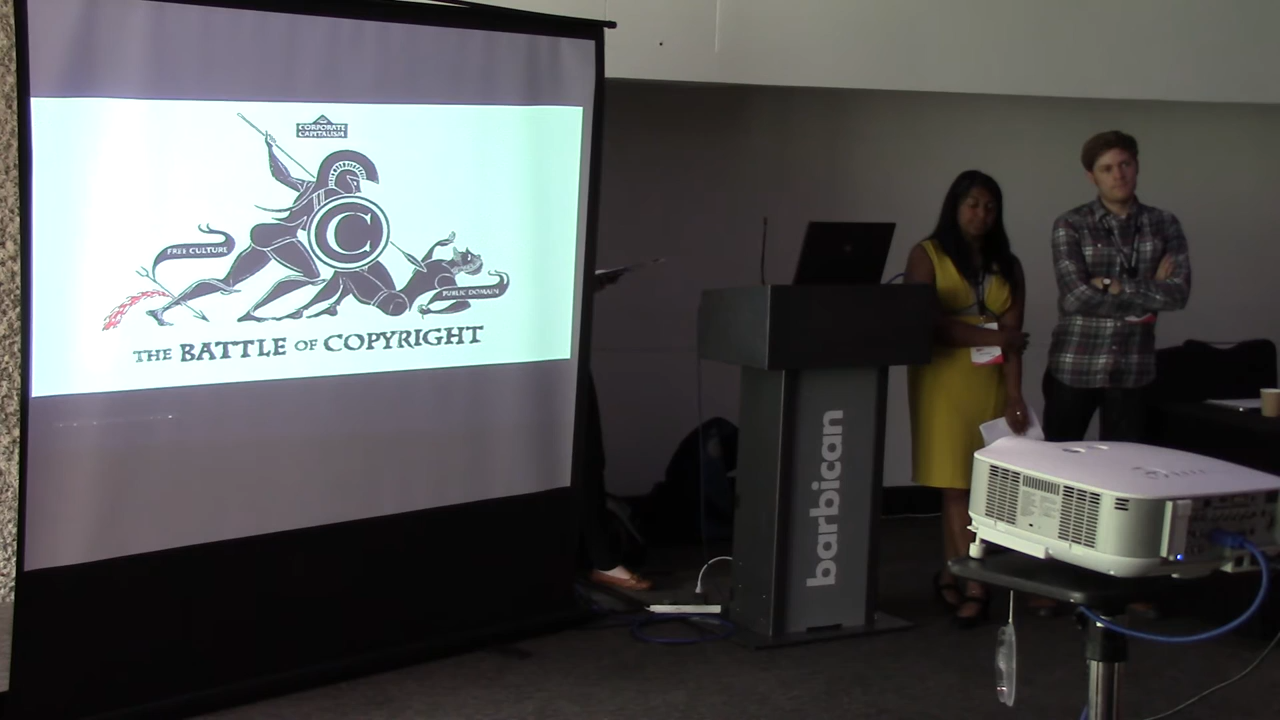 CORPORATE
CAPITALISM
C
FREE CULTURE
PUBLIC DOMAIN
THE BATTLE OF COPYRIGHT
barbican